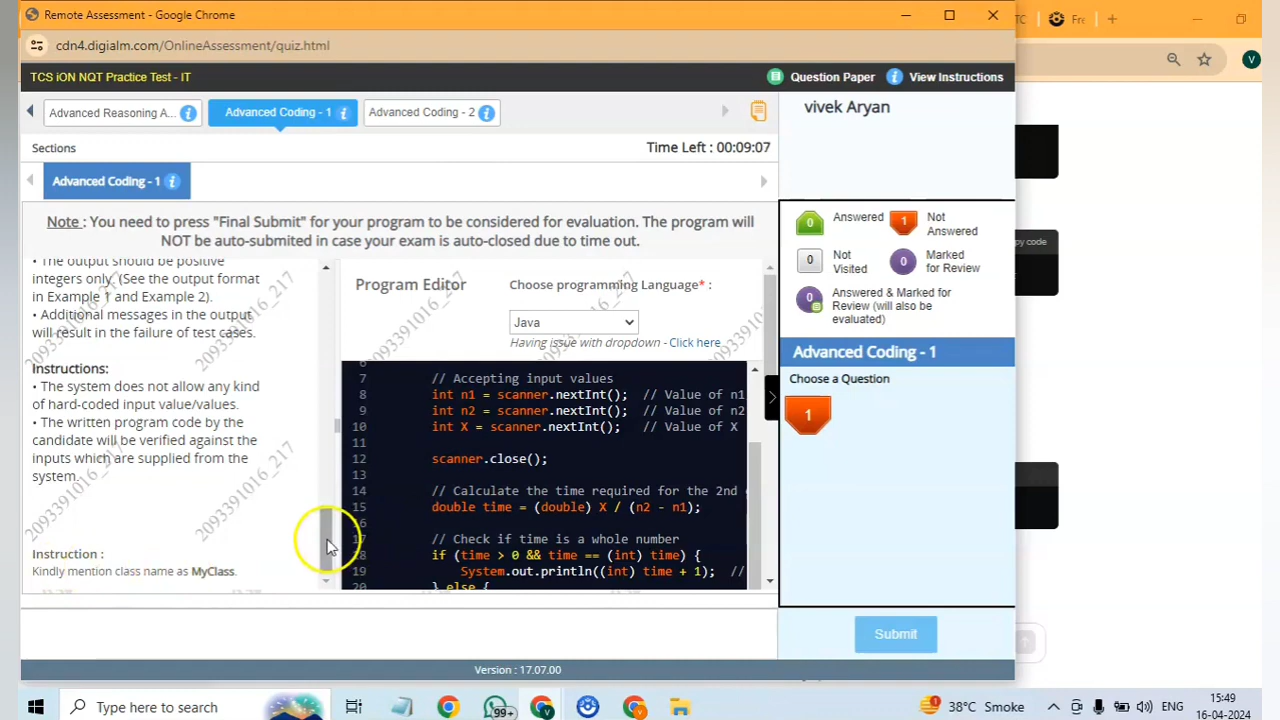 Remote Assessment - Google Chrome
cdn4.digialm.com/OnlineAssessment/quiz.html
TCS iON NQT Practice Test - IT
Question Paper
View Instructions
Advanced Reasoning A...
Advanced Coding - 1
Advanced Coding - 2
vivek Aryan
Sections
Time Left : 00:09:07
Advanced Coding - 1
Note : You need to press "Final Submit" for your program to be considered for evaluation. The program will
NOT be auto-submitted in case your exam is auto-closed due to time out.
0 Answered
1 Not
Answered
0 Not
Visited
0 Marked
for Review
0 Answered & Marked for
Review (will also be
evaluated)
• The output should be positive
integers only. (See the output format
in Example 1 and Example 2).
• Additional messages in the output
will result in the failure of test cases.
Instructions:
• The system does not allow any kind
of hard-coded input value/values.
• The written program code by the
candidate will be verified against the
inputs which are supplied from the
system.
Instruction :
Kindly mention class name as MyClass.
Program Editor
Choose programming Language* :
Java
Having issue with dropdown - Click here
7 // Accepting input values
8 int n1 = scanner.nextInt(); // Value of n1
9 int n2 = scanner.nextInt(); // Value of n2
10 int X = scanner.nextInt(); // Value of X
11
12 scanner.close();
13
14 // Calculate the time required for the 2nd
15 double time = (double) X / (n2 - n1);
16
17 // Check if time is a whole number
18 if (time > 0 && time == (int) time) {
19 System.out.println((int) time + 1); //
20 } else {
Advanced Coding - 1
Choose a Question
1
Submit
Version : 17.07.00
2093391016_217
2093391016_217
2093391016_217
2093391016_217
2093391016_217
py code
Type here to search
99+
38°C Smoke
ENG
15:49
16-04-2024